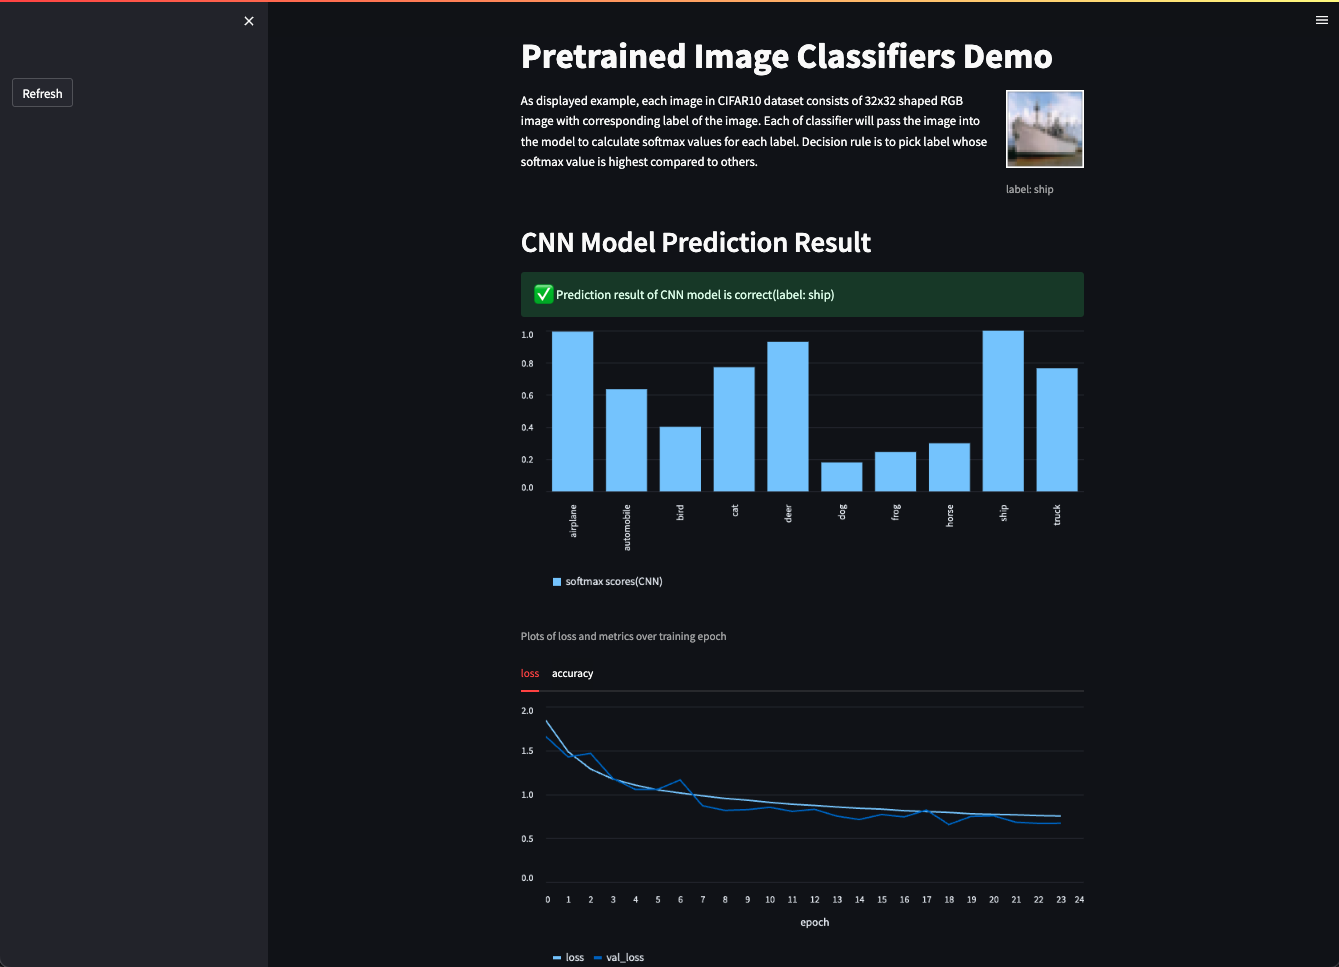 Refresh
Pretrained Image Classifiers Demo
As displayed example, each image in CIFAR10 dataset consists of 32x32 shaped RGB
image with corresponding label of the image. Each of classifier will pass the image into
the model to calculate softmax values for each label. Decision rule is to pick label whose
softmax value is highest compared to others.
label: ship
CNN Model Prediction Result
✅ Prediction result of CNN model is correct(label: ship)
1.0
0.8
0.6
0.4
0.2
0.0
airplane
automobile
bird
cat
deer
dog
frog
horse
ship
truck
softmax scores(CNN)
Plots of loss and metrics over training epoch
loss accuracy
2.0
1.5
1.0
0.5
0.0
0 1 2 3 4 5 6 7 8 9 10 11 12 13 14 15 16 17 18 19 20 21 22 23 24
epoch
loss val_loss